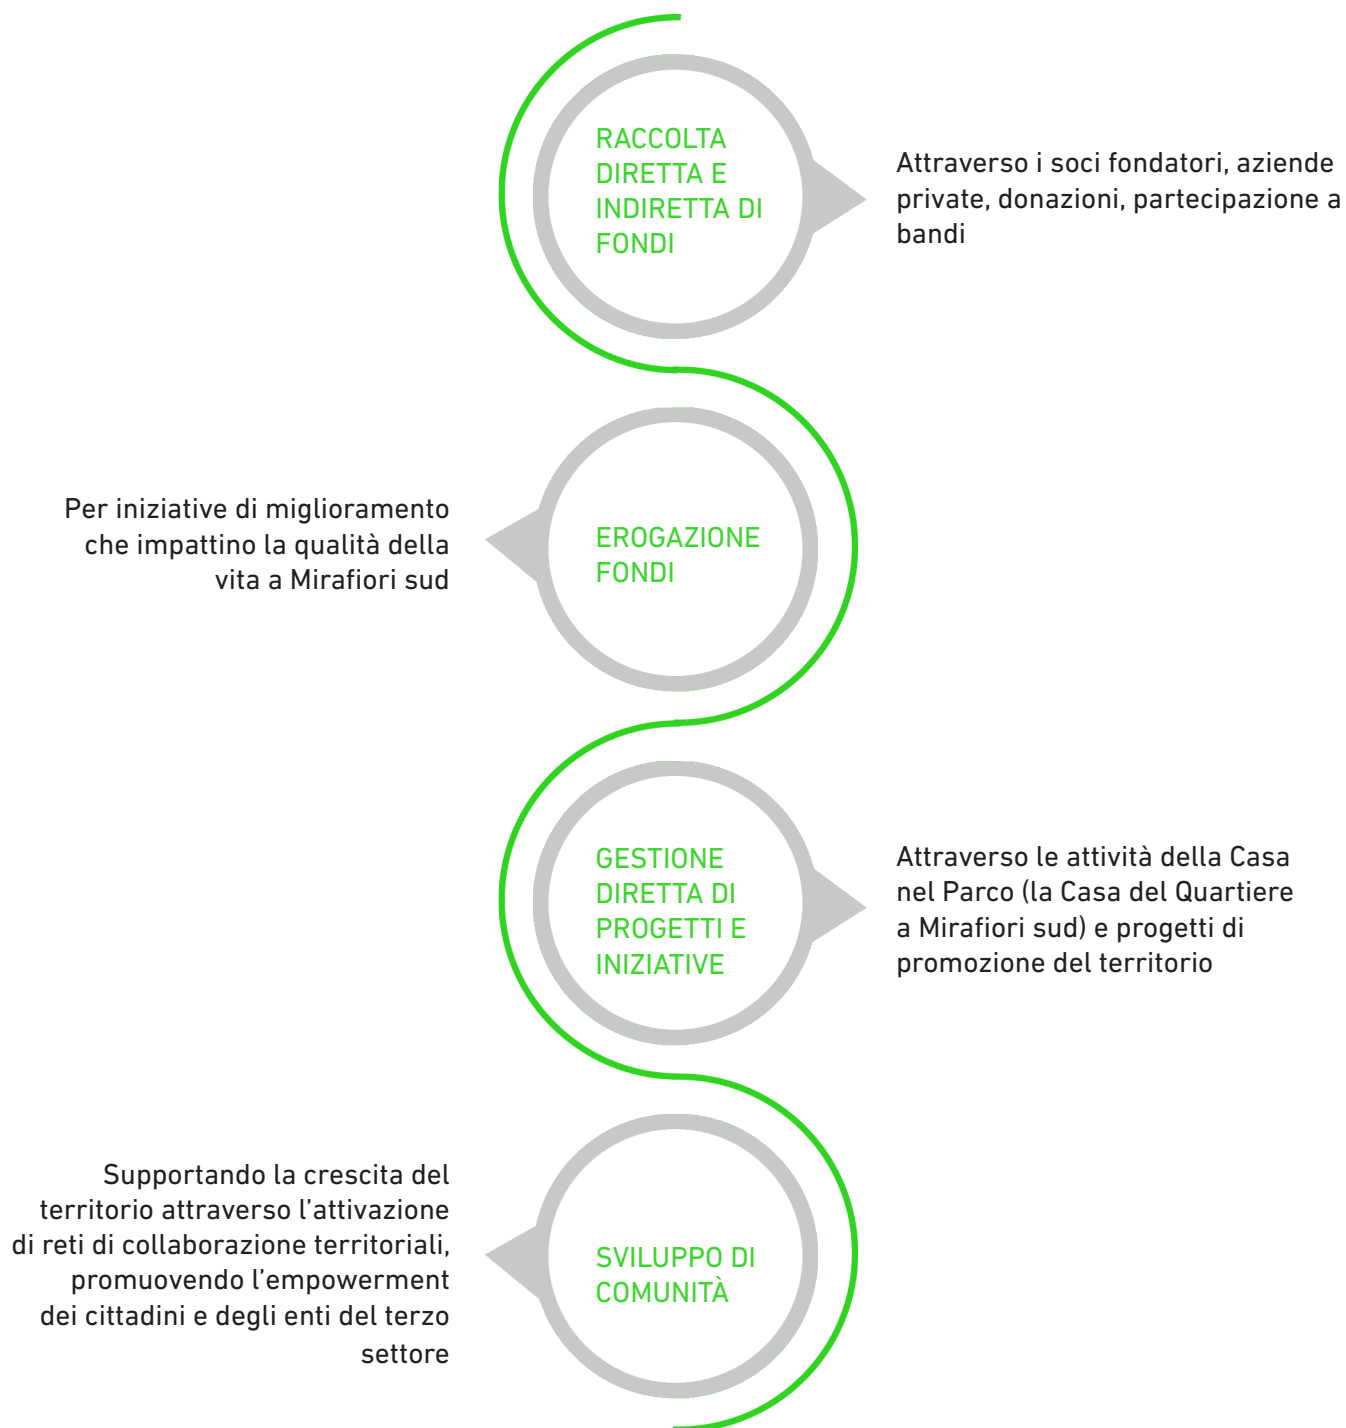 RACCOLTA
DIRETTA E
INDIRETTA DI
FONDI
Attraverso i soci fondatori, aziende
private, donazioni, partecipazione a
bandi
Per iniziative di miglioramento
che impattino la qualità della
vita a Mirafiori sud
EROGAZIONE
FONDI
GESTIONE
DIRETTA DI
PROGETTI E
INIZIATIVE
Attraverso le attività della Casa
nel Parco (la Casa del Quartiere
a Mirafiori sud) e progetti di
promozione del territorio
Supportando la crescita del
territorio attraverso l’attivazione
di reti di collaborazione territoriali,
promuovendo l’empowerment
dei cittadini e degli enti del terzo
settore
SVILUPPO DI
COMUNITÀ